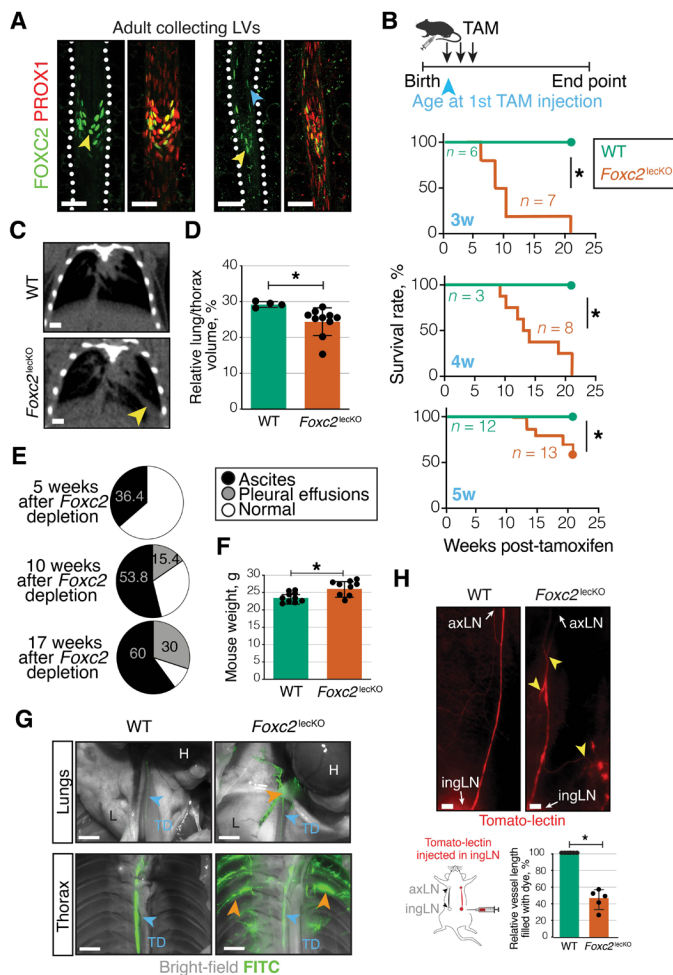 A
Adult collecting LVs
FOXC2 PROX1
B
TAM
Birth
End point
Age at 1st TAM injection
WT
Foxc2lecKO
Survival rate, %
100
50
0
n = 6
n = 7
*
3w
0 5 10 15 20 25
100
50
0
n = 3
n = 8
*
4w
0 5 10 15 20 25
100
50
0
n = 12
n = 13
*
5w
0 5 10 15 20 25
Weeks post-tamoxifen
C
WT
Foxc2lecKO
D
Relative lung/thorax
volume, %
40
30
20
10
0
*
WT
Foxc2lecKO
E
5 weeks
after Foxc2
depletion
36.4
10 weeks
after Foxc2
depletion
15.4
53.8
17 weeks
after Foxc2
depletion
60
30
Ascites
Pleural effusions
Normal
F
Mouse weight, g
30
25
20
15
10
5
0
*
WT
Foxc2lecKO
G
WT
Foxc2lecKO
Lungs
H
L
TD
H
L
TD
Thorax
TD
TD
Bright-field FITC
H
WT
Foxc2lecKO
axLN
axLN
ingLN
ingLN
Tomato-lectin
Tomato-lectin
injected in ingLN
axLN
ingLN
Relative vessel length
filled with dye, %
100
80
60
40
20
0
*
WT
Foxc2lecKO